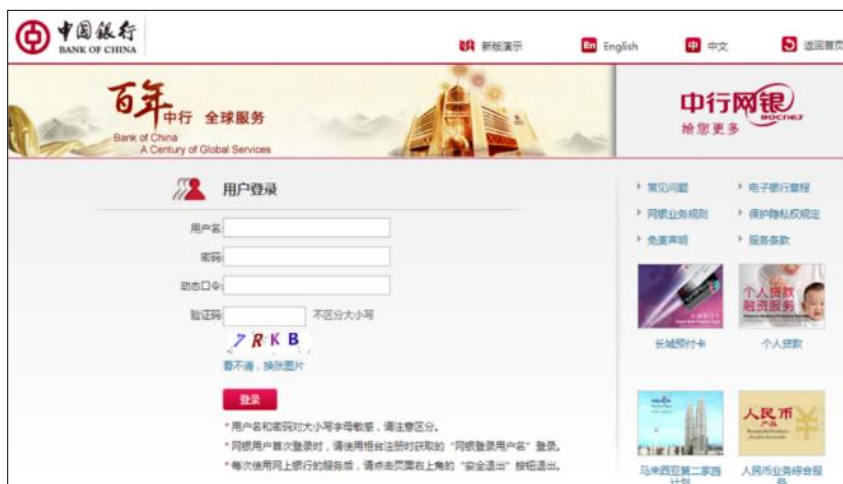 中国银行
BANK OF CHINA
新版演示
En English
中 中文
返回首页
百年中行 全球服务
Bank of China
A Century of Global Services
中行网银
BOCNET
给您更多
用户登录
用户名:
密码:
动态口令:
验证码: 不区分大小写
7RKB
看不清，换张图片
登录
*用户名和密码对大小写字母敏感，请注意区分。
*网银用户首次登录时，请使用柜台注册时获取的“网银登录用户名”登录。
*每次使用网上银行的服务后，请点击页面右上角的“安全退出”按钮退出。
常见问题 电子银行章程
网银业务规则 保护隐私权规定
免责声明 服务条款
个人贷款
融资服务
长城预付卡 个人贷款
人民币
产品
马来西亚第二家园计划
人民币业务综合服务